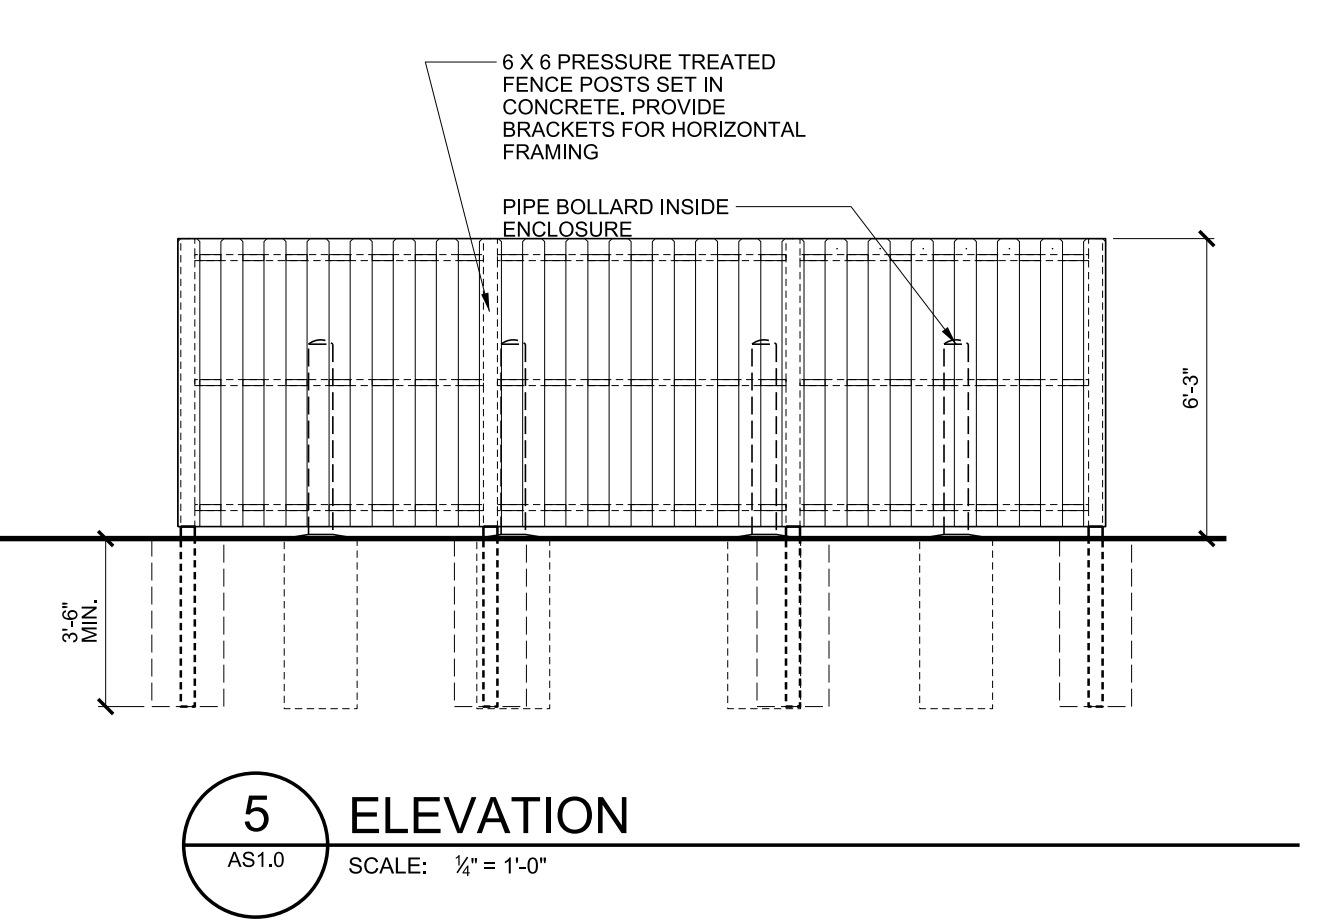 6 X 6 PRESSURE TREATED
FENCE POSTS SET IN
CONCRETE. PROVIDE
BRACKETS FOR HORIZONTAL
FRAMING
PIPE BOLLARD INSIDE
ENCLOSURE
6'-3"
3'-6"
MIN.
5
AS1.0
ELEVATION
SCALE: ¼" = 1'-0"